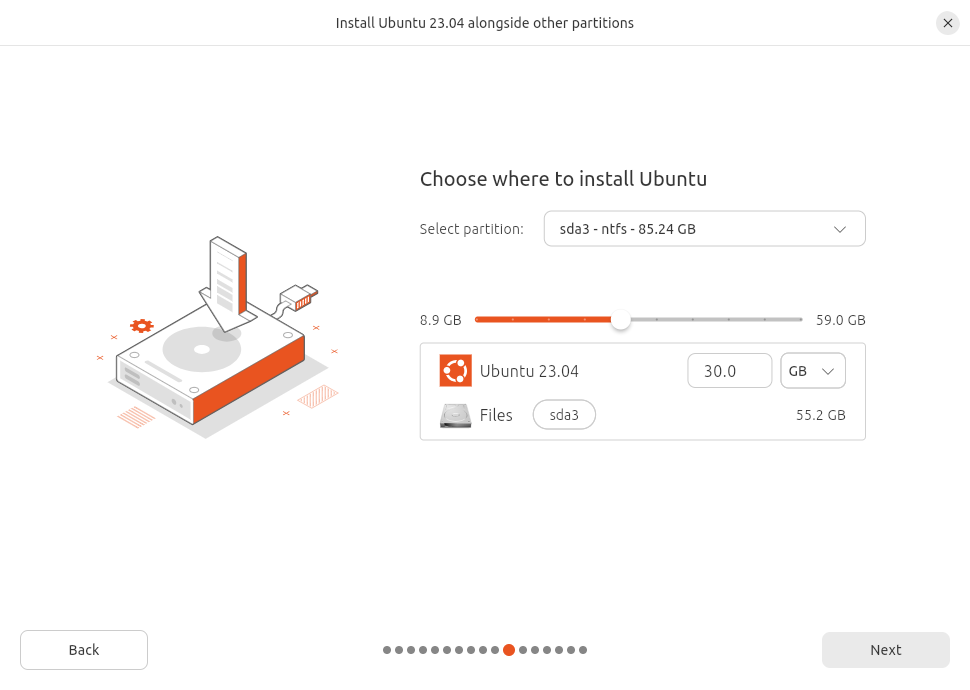 Install Ubuntu 23.04 alongside other partitions
Choose where to install Ubuntu
Select partition: sda3 - ntfs - 85.24 GB
8.9 GB 59.0 GB
Ubuntu 23.04 30.0 GB
Files sda3 55.2 GB
Back Next